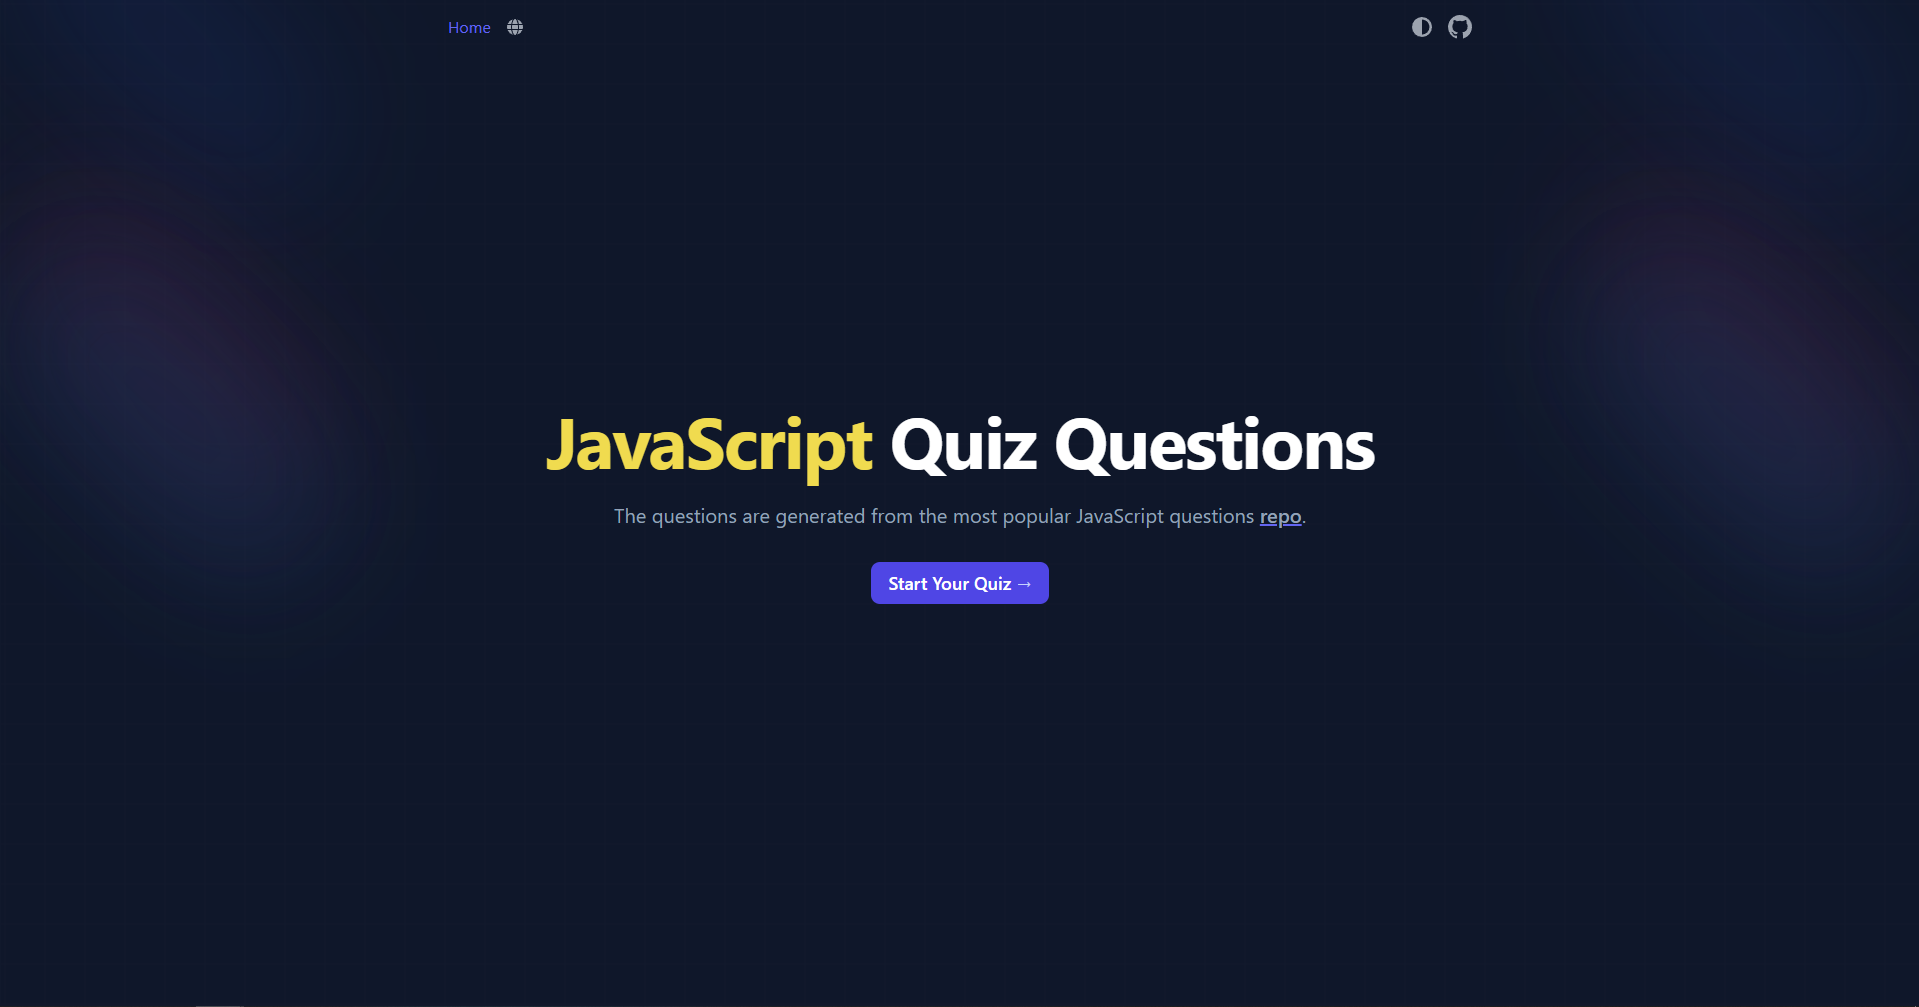 Home
JavaScript Quiz Questions
The questions are generated from the most popular JavaScript questions repo.
Start Your Quiz →